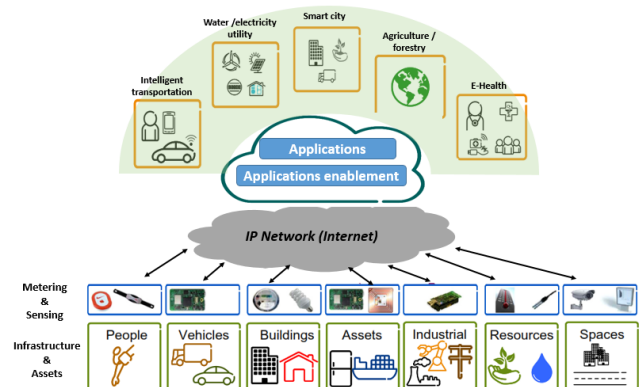 Water /electricity
utility
Smart city
Agriculture /
forestry
Intelligent
transportation
E-Health
Applications
Applications enablement
IP Network (Internet)
Metering
&
Sensing
People
Vehicles
Buildings
Assets
Industrial
Resources
Spaces
Infrastructure
&
Assets